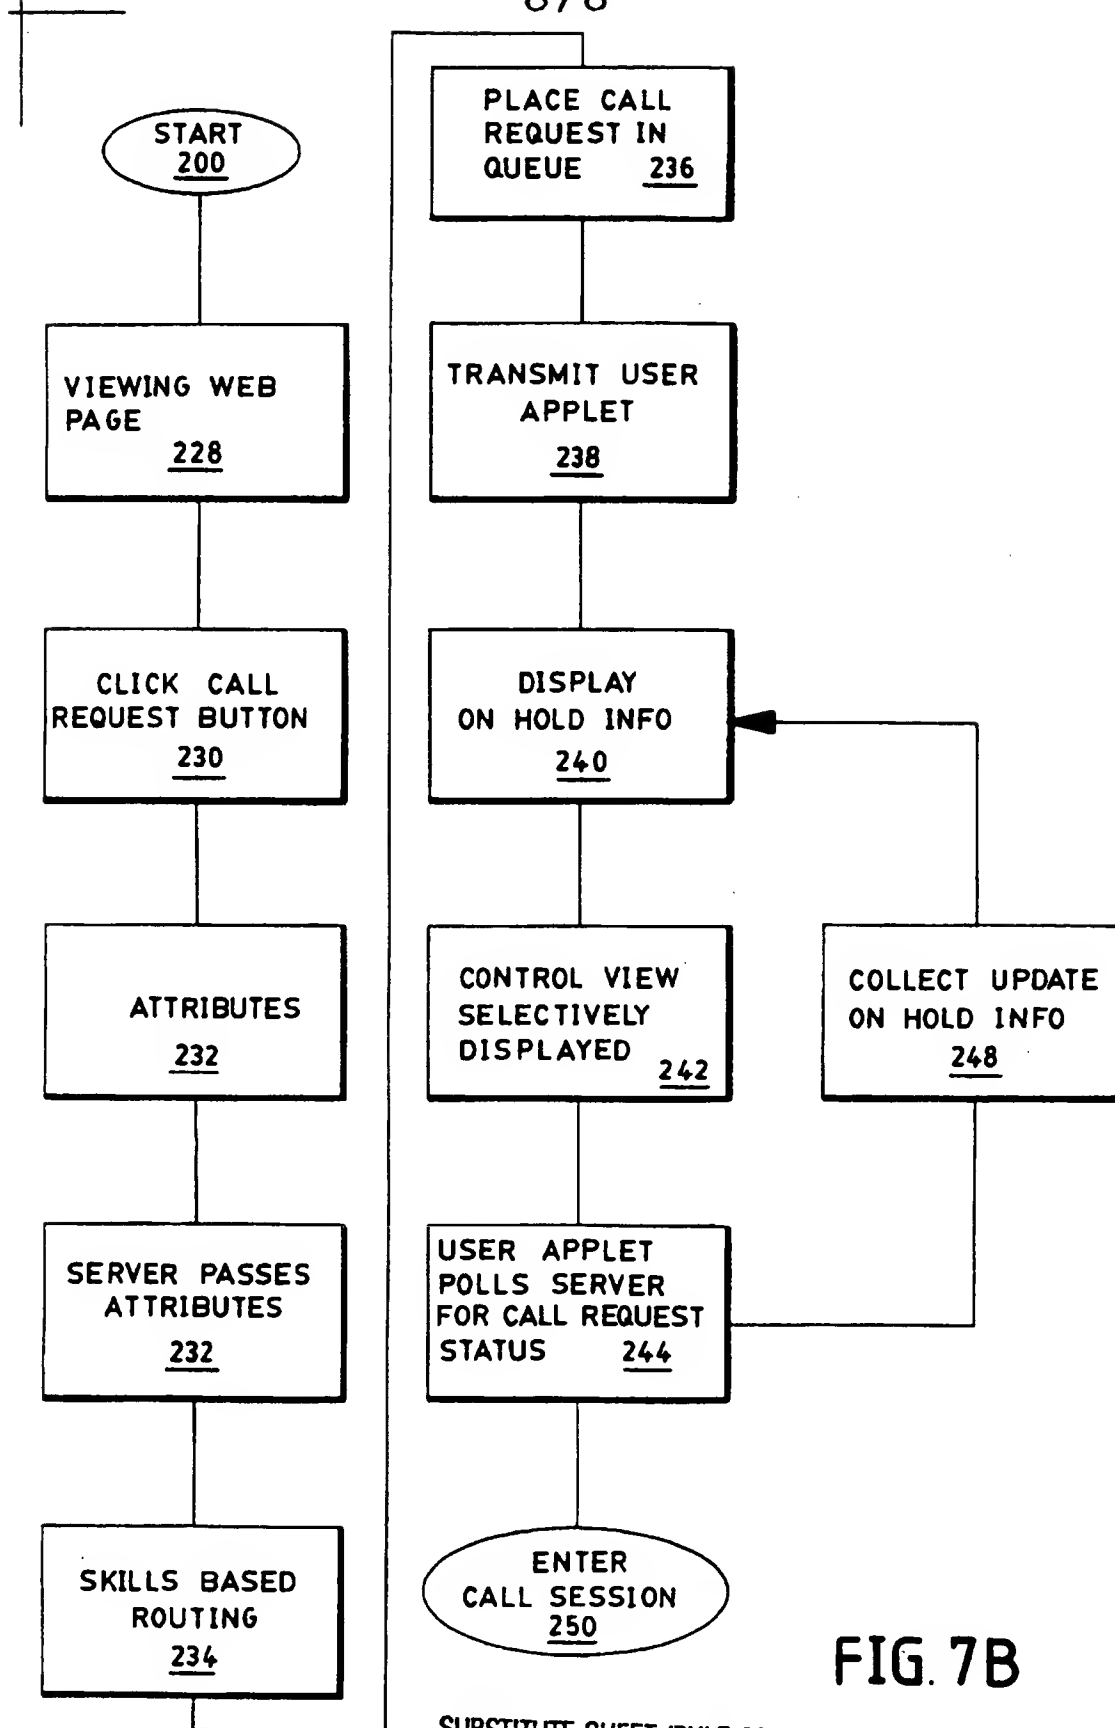 START
200
VIEWING WEB
PAGE
228
CLICK CALL
REQUEST BUTTON
230
ATTRIBUTES
232
SERVER PASSES
ATTRIBUTES
232
SKILLS BASED
ROUTING
234
PLACE CALL
REQUEST IN
QUEUE 236
TRANSMIT USER
APPLET
238
DISPLAY
ON HOLD INFO
240
CONTROL VIEW
SELECTIVELY
DISPLAYED 242
USER APPLET
POLLS SERVER
FOR CALL REQUEST
STATUS 244
COLLECT UPDATE
ON HOLD INFO
248
ENTER
CALL SESSION
250
FIG. 7B
SUBSTITUTE SHEET